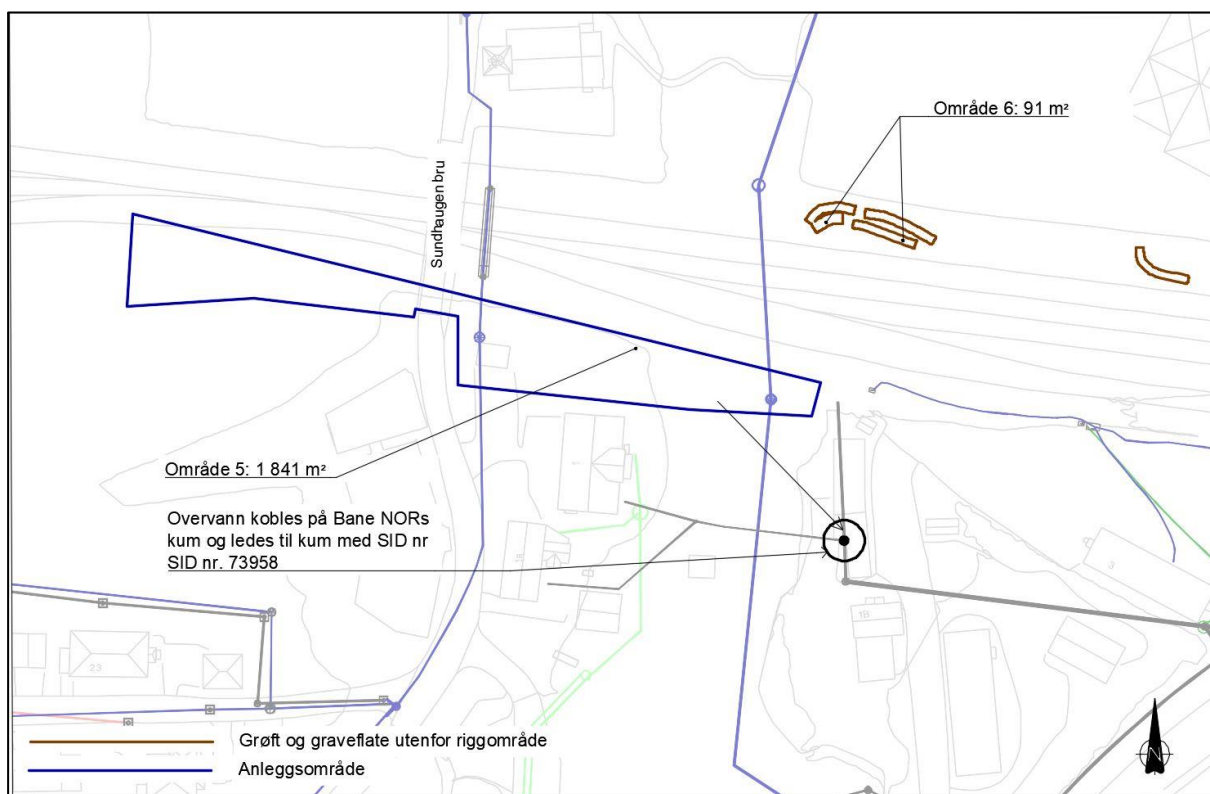 Område 6: 91 m²
Sundhaugen bru
Område 5: 1 841 m²
Overvann kobles på Bane NORs
kum og ledes til kum med SID nr
SID nr. 73958
23
1B
3
Grøft og graveflate utenfor riggområde
Anleggsområde
N